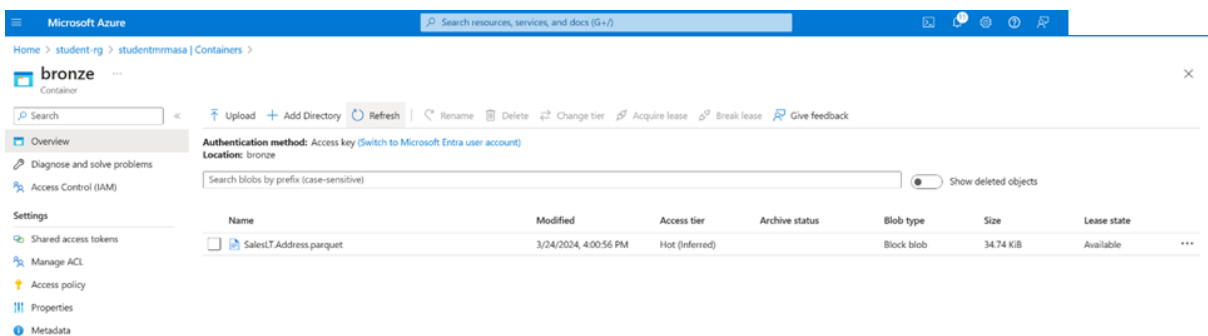 Microsoft Azure
Search resources, services, and docs (G+/)
Home > student-rg > studentmrmasa | Containers >
bronze ...
Container
Search
Upload Add Directory Refresh Rename Delete Change tier Acquire lease Break lease Give feedback
Overview
Authentication method: Access key (Switch to Microsoft Entra user account)
Location: bronze
Diagnose and solve problems
Access Control (IAM)
Search blobs by prefix (case-sensitive)
Show deleted objects
Settings
Name Modified Access tier Archive status Blob type Size Lease state
Shared access tokens
SalesLT.Address.parquet 3/24/2024, 4:00:56 PM Hot (Inferred) Block blob 34.74 KiB Available ...
Manage ACL
Access policy
Properties
Metadata